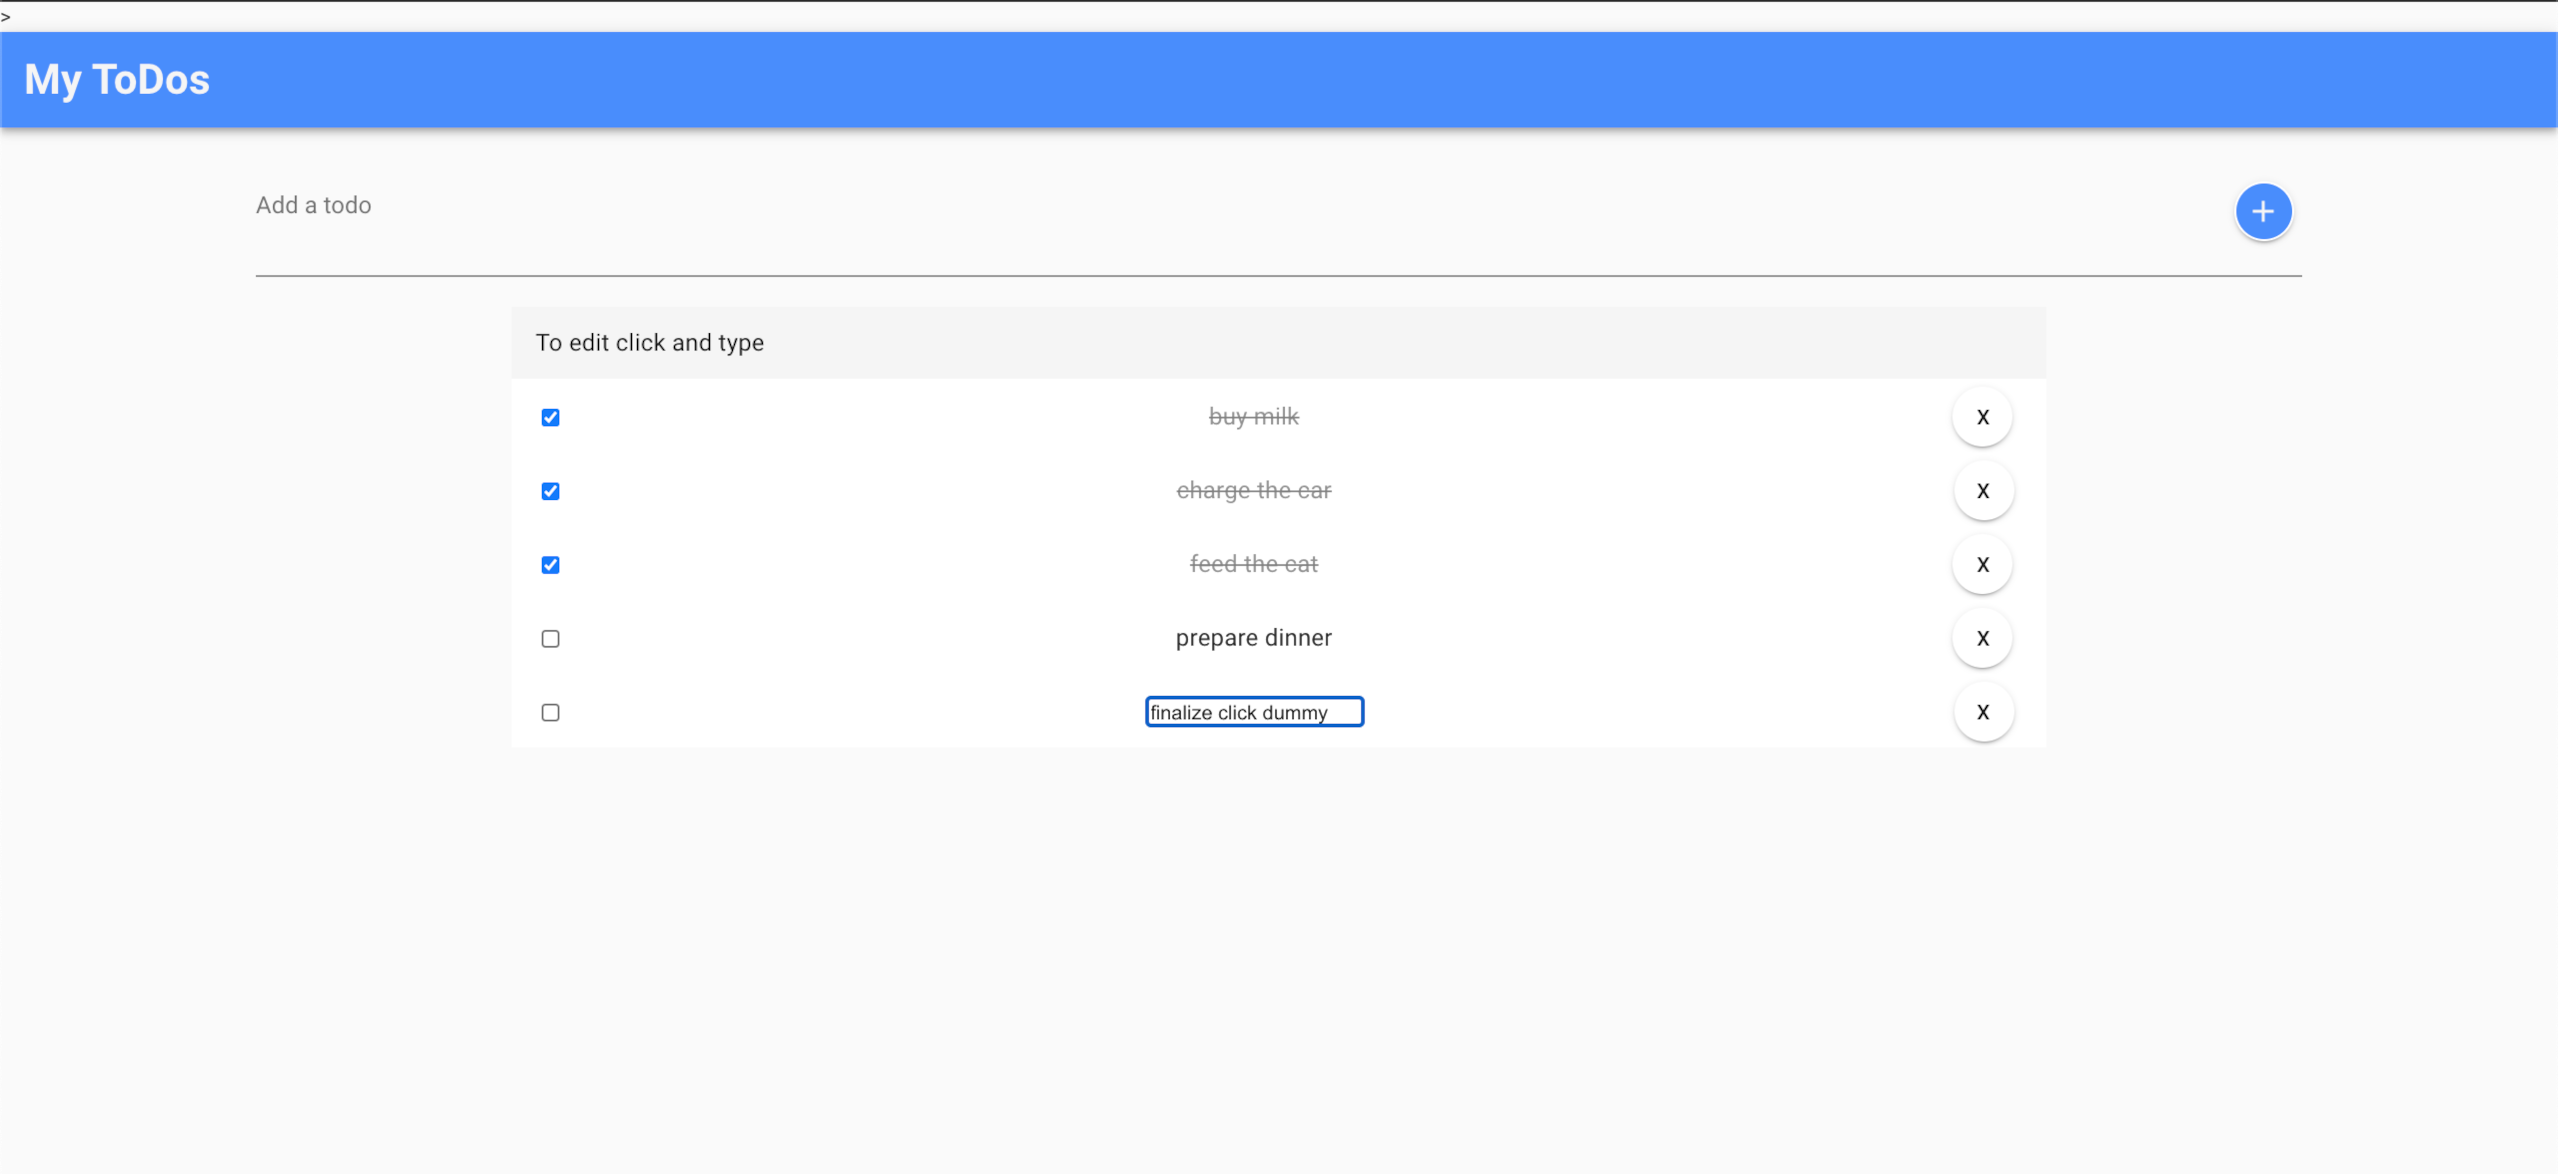 >
My ToDos
Add a todo
+
To edit click and type
buy milk
X
charge the car
X
feed the cat
X
prepare dinner
X
finalize click dummy
X